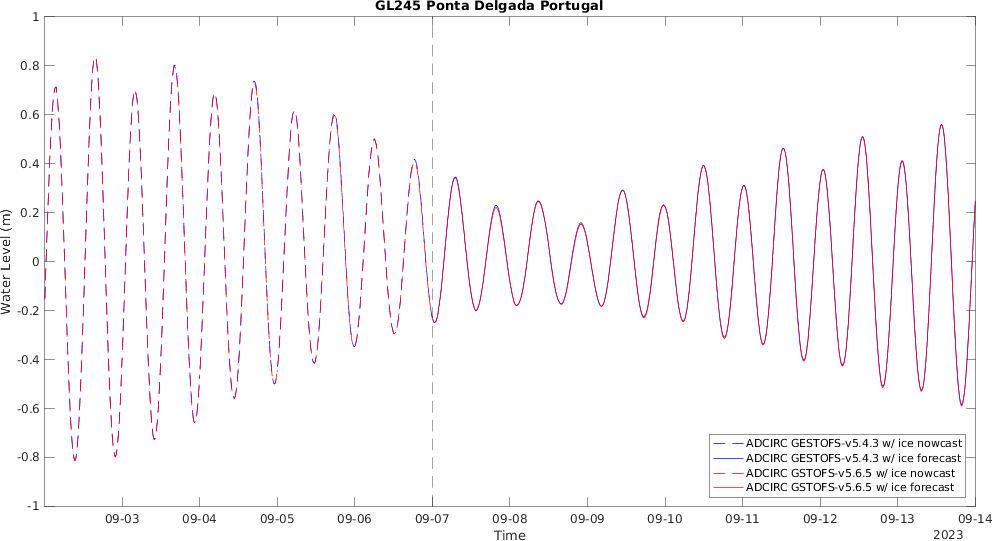 GL245 Ponta Delgada Portugal
1
0.8
0.6
0.4
0.2
0
-0.2
-0.4
-0.6
-0.8
-1
Water Level (m)
ADCIRC GESTOFS-v5.4.3 w/ ice nowcast
ADCIRC GESTOFS-v5.4.3 w/ ice forecast
ADCIRC GSTOFS-v5.6.5 w/ ice nowcast
ADCIRC GSTOFS-v5.6.5 w/ ice forecast
09-03 09-04 09-05 09-06 09-07 09-08 09-09 09-10 09-11 09-12 09-13 09-14
Time
2023